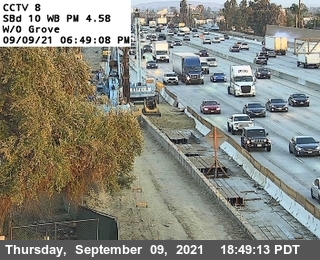 CCTV 8
SBd 10 WB PM 4.58
W/O Grove
09/09/21 06:49:08 PM
Thursday, September 09, 2021 18:49:13 PDT